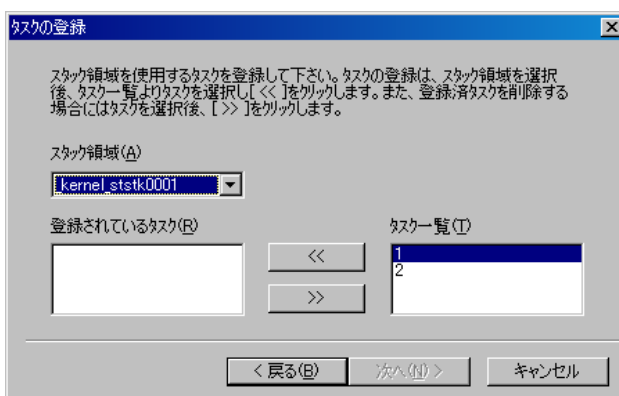 タスクの登録
スタック領域を使用するタスクを登録して下さい。タスクの登録は、スタック領域を選択
後、タスク一覧よりタスクを選択し[ << ]をクリックします。また、登録済タスクを削除する
場合にはタスクを選択後、[ >> ]をクリックします。
スタック領域(A)
_kernel_ststk0001
登録されているタスク(R)
タスク一覧(T)
<<
>>
1
2
< 戻る(B)
次へ(N) >
キャンセル